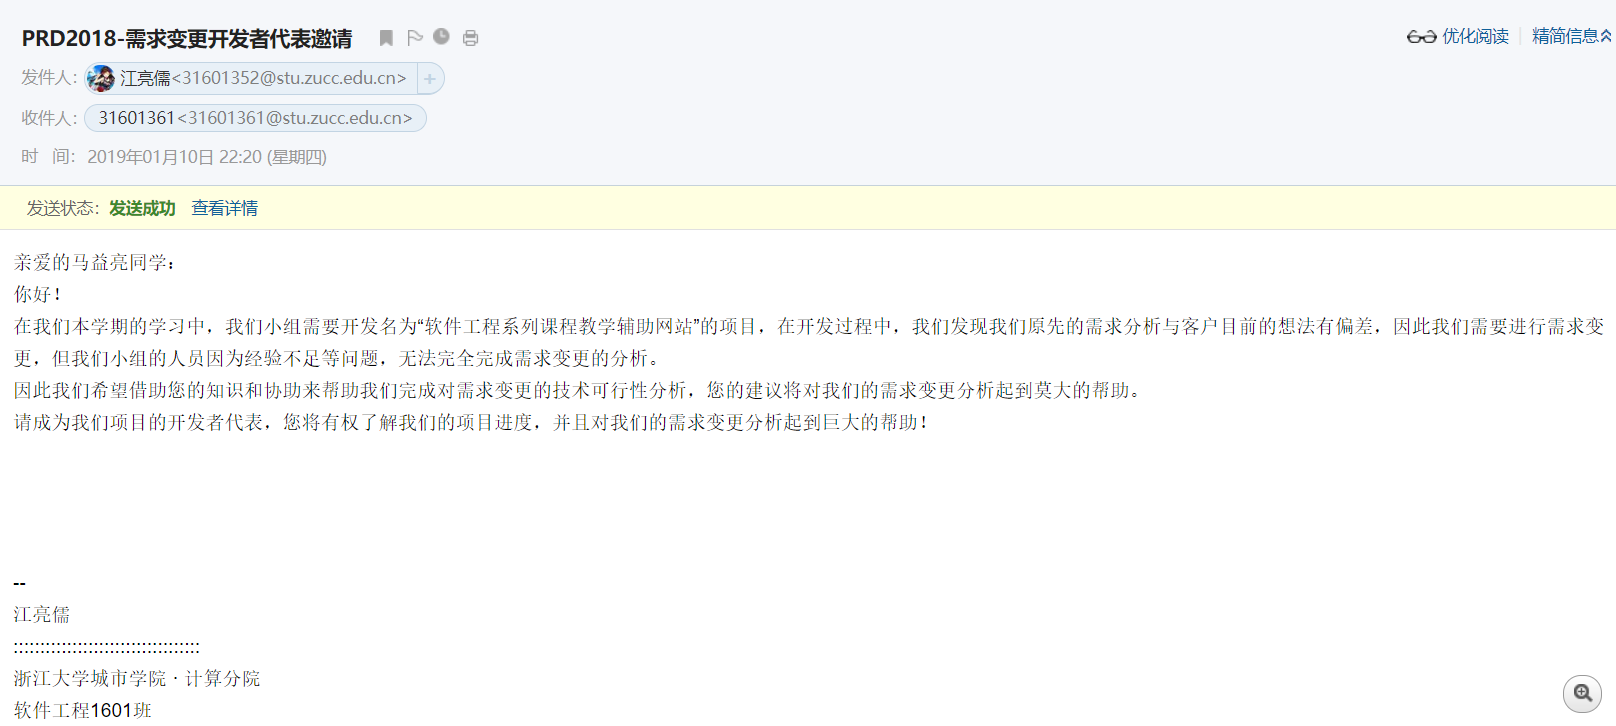 PRD2018-需求变更开发者代表邀请
优化阅读 精简信息
发件人： 江亮儒<31601352@stu.zucc.edu.cn> +
收件人： 31601361<31601361@stu.zucc.edu.cn>
时 间： 2019年01月10日 22:20 (星期四)
发送状态： 发送成功 查看详情
亲爱的马益亮同学：
你好！
在我们本学期的学习中，我们小组需要开发名为“软件工程系列课程教学辅助网站”的项目，在开发过程中，我们发现我们原先的需求分析与客户目前的想法有偏差，因此我们需要进行需求变
更，但我们小组的人员因为经验不足等问题，无法完全完成需求变更的分析。
因此我们希望借助您的知识和协助来帮助我们完成对需求变更的技术可行性分析，您的建议将对我们的需求变更分析起到莫大的帮助。
请成为我们项目的开发者代表，您将有权了解我们的项目进度，并且对我们的需求变更分析起到巨大的帮助！
--
江亮儒
::::::::::::::::::::::::::::::::::::
浙江大学城市学院 · 计算分院
软件工程1601班